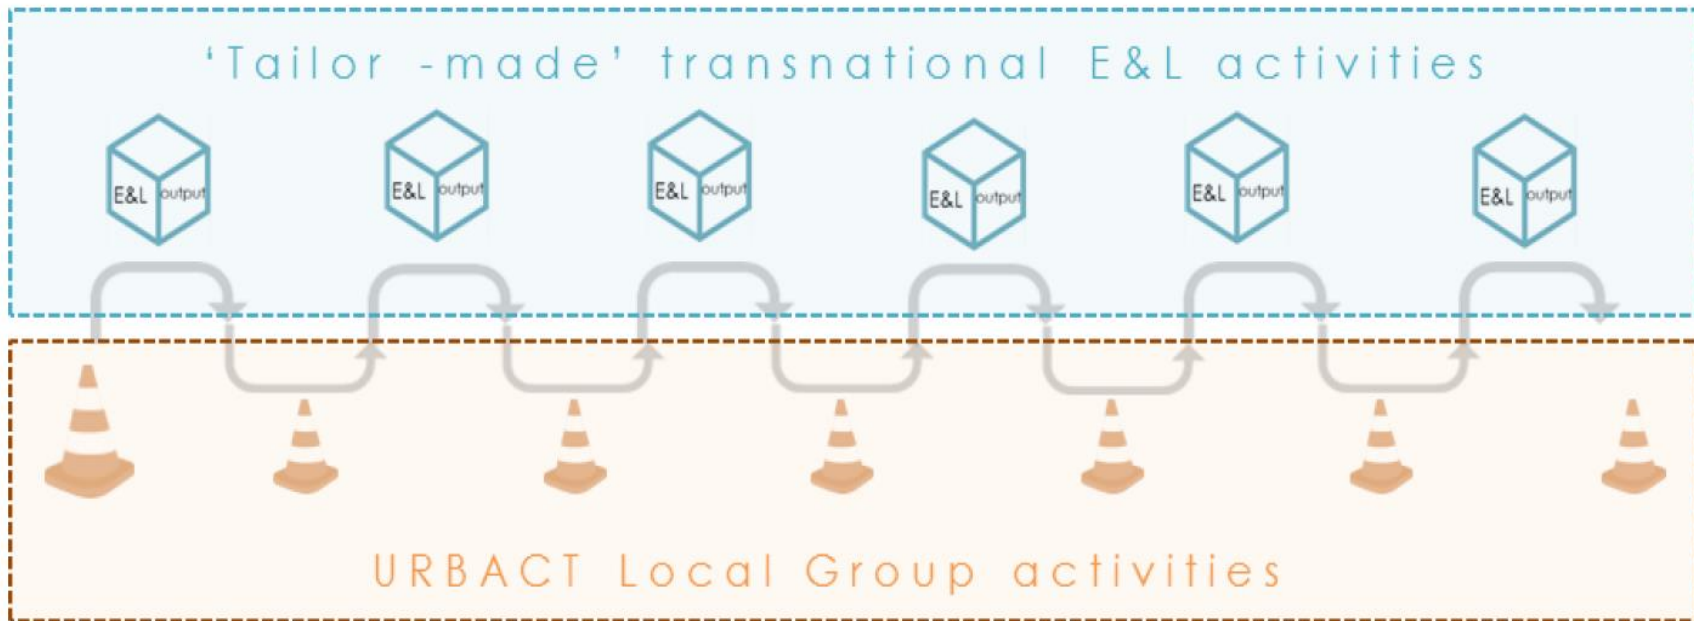 ‘Tailor -made’ transnational E&L activities
E&L output
E&L output
E&L output
E&L output
E&L output
E&L output
URBACT Local Group activities